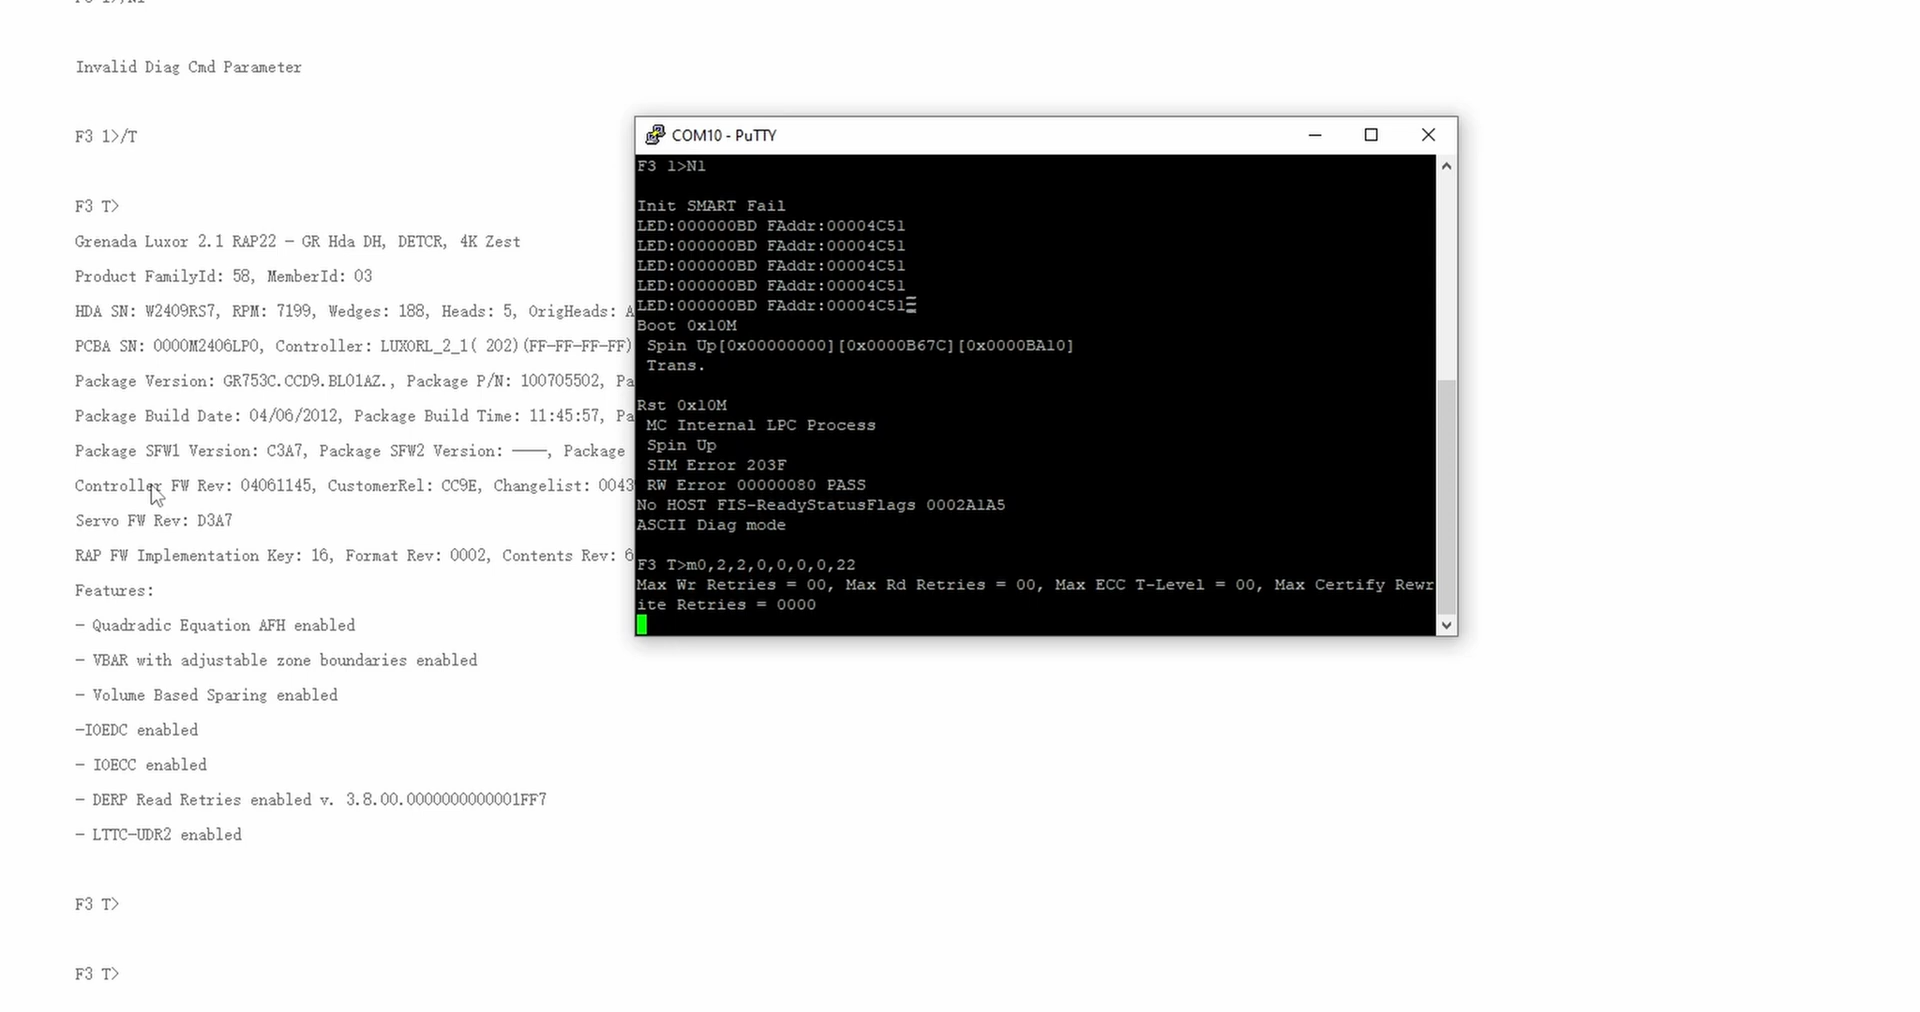 Invalid Diag Cmd Parameter
F3 1>/T
F3 T>
Grenada Luxor 2.1 RAP22 - GR Hda DH, DETCR, 4K Zest
Product FamilyId: 58, MemberId: 03
HDA SN: W2409RS7, RPM: 7199, Wedges: 188, Heads: 5, OrigHeads: A
PCBA SN: 0000M2406LP0, Controller: LUXORL_2_1( 202)(FF-FF-FF-FF)
Package Version: GR753C.CCD9.BL01AZ., Package P/N: 100705502, Pa
Package Build Date: 04/06/2012, Package Build Time: 11:45:57, Pa
Package SFW1 Version: C3A7, Package SFW2 Version: ——, Package
Controller FW Rev: 04061145, CustomerRel: CC9E, Changelist: 0043
Servo FW Rev: D3A7
RAP FW Implementation Key: 16, Format Rev: 0002, Contents Rev: 6
Features:
- Quadradic Equation AFH enabled
- VBAR with adjustable zone boundaries enabled
- Volume Based Sparing enabled
-IOEDC enabled
- IOECC enabled
- DERP Read Retries enabled v. 3.8.00.0000000000001FF7
- LTTC-UDR2 enabled
F3 T>
F3 T>
COM10 - PuTTY
F3 1>N1
Init SMART Fail
LED:000000BD FAddr:00004C51
LED:000000BD FAddr:00004C51
LED:000000BD FAddr:00004C51
LED:000000BD FAddr:00004C51
LED:000000BD FAddr:00004C51
Boot 0x10M
Spin Up[0x00000000][0x0000B67C][0x0000BA10]
Trans.
Rst 0x10M
MC Internal LPC Process
Spin Up
SIM Error 203F
RW Error 00000080 PASS
No HOST FIS-ReadyStatusFlags 0002A1A5
ASCII Diag mode
F3 T>m0,2,2,0,0,0,0,22
Max Wr Retries = 00, Max Rd Retries = 00, Max ECC T-Level = 00, Max Certify Rewr
ite Retries = 0000